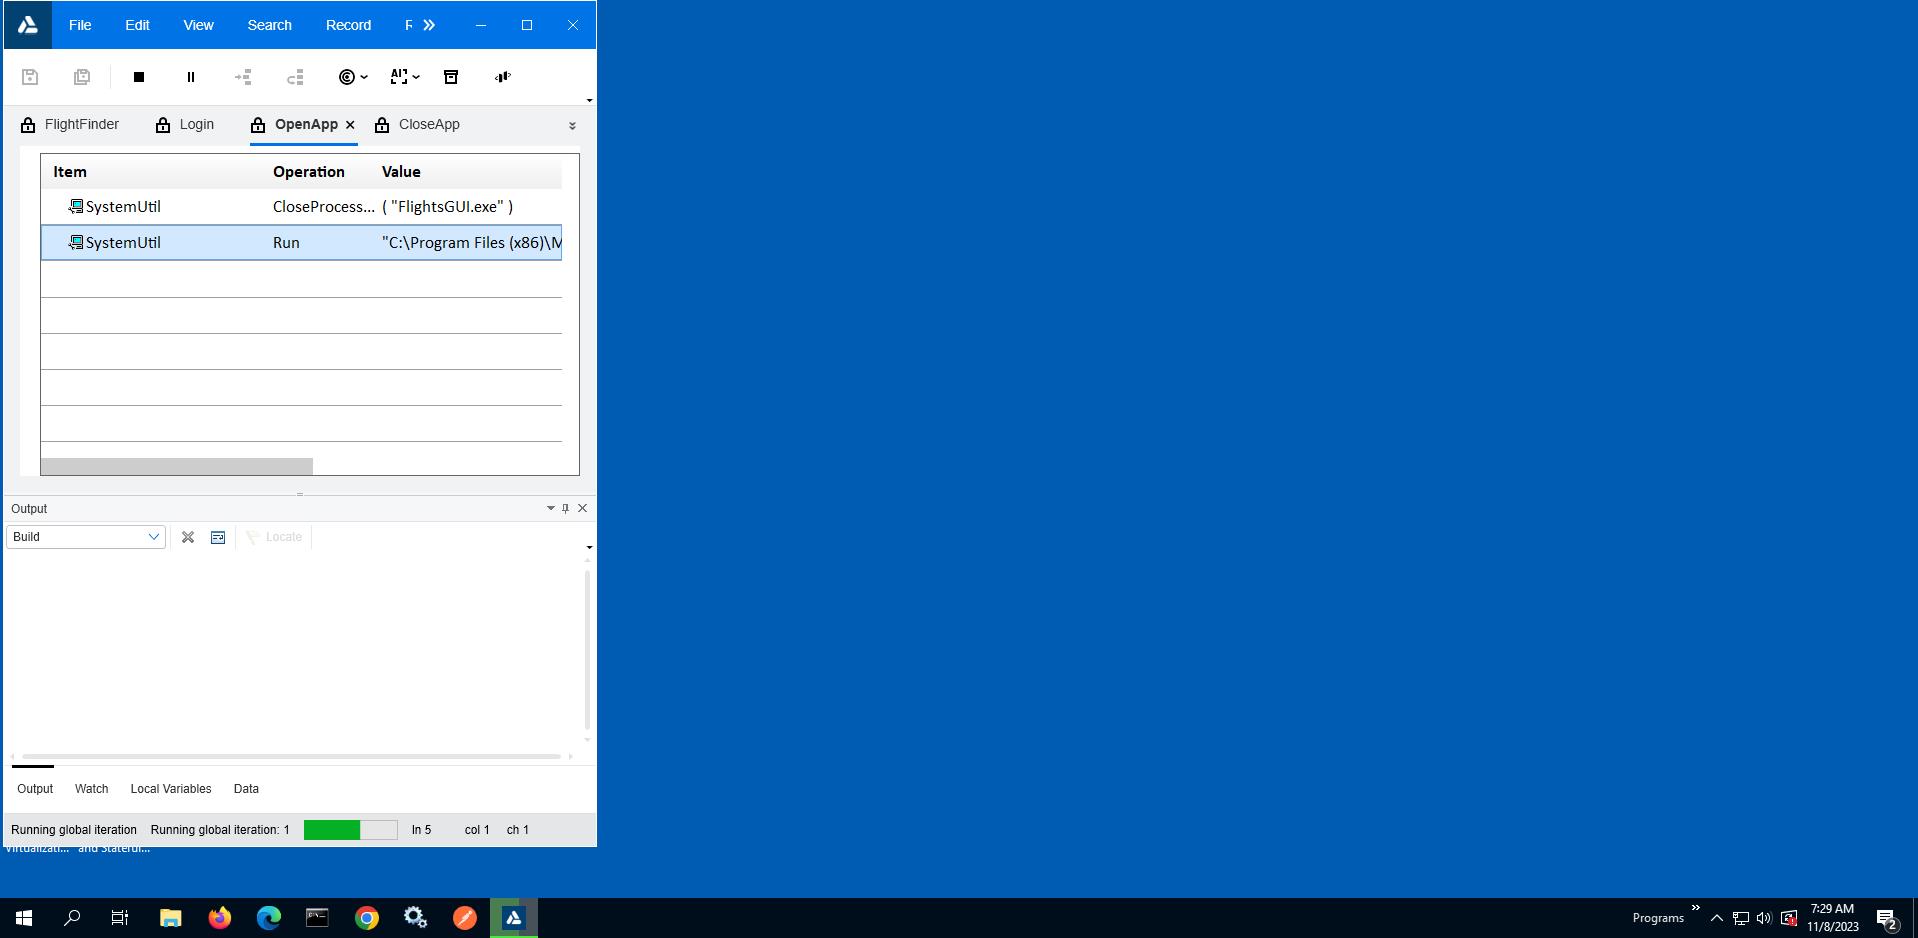 File Edit View Search Record
FlightFinder Login OpenApp CloseApp
Item Operation Value
SystemUtil CloseProcess... ( "FlightsGUI.exe" )
SystemUtil Run "C:\Program Files (x86)\M
Output
Build Locate
Output Watch Local Variables Data
Running global iteration Running global iteration: 1 ln 5 col 1 ch 1
Virtualizati... and Stateful...
Programs 7:29 AM
11/8/2023 2